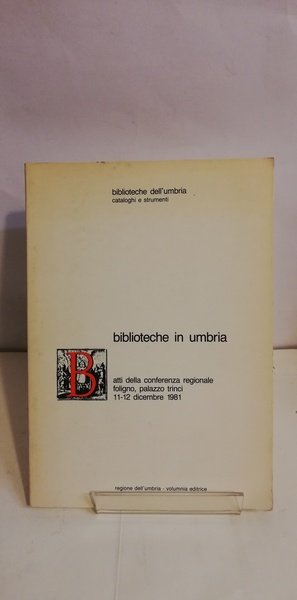 biblioteche dell'umbria
cataloghi e strumenti
biblioteche in umbria
B
atti della conferenza regionale
foligno, palazzo trinci
11-12 dicembre 1981
regione dell'umbria - volumnia editrice